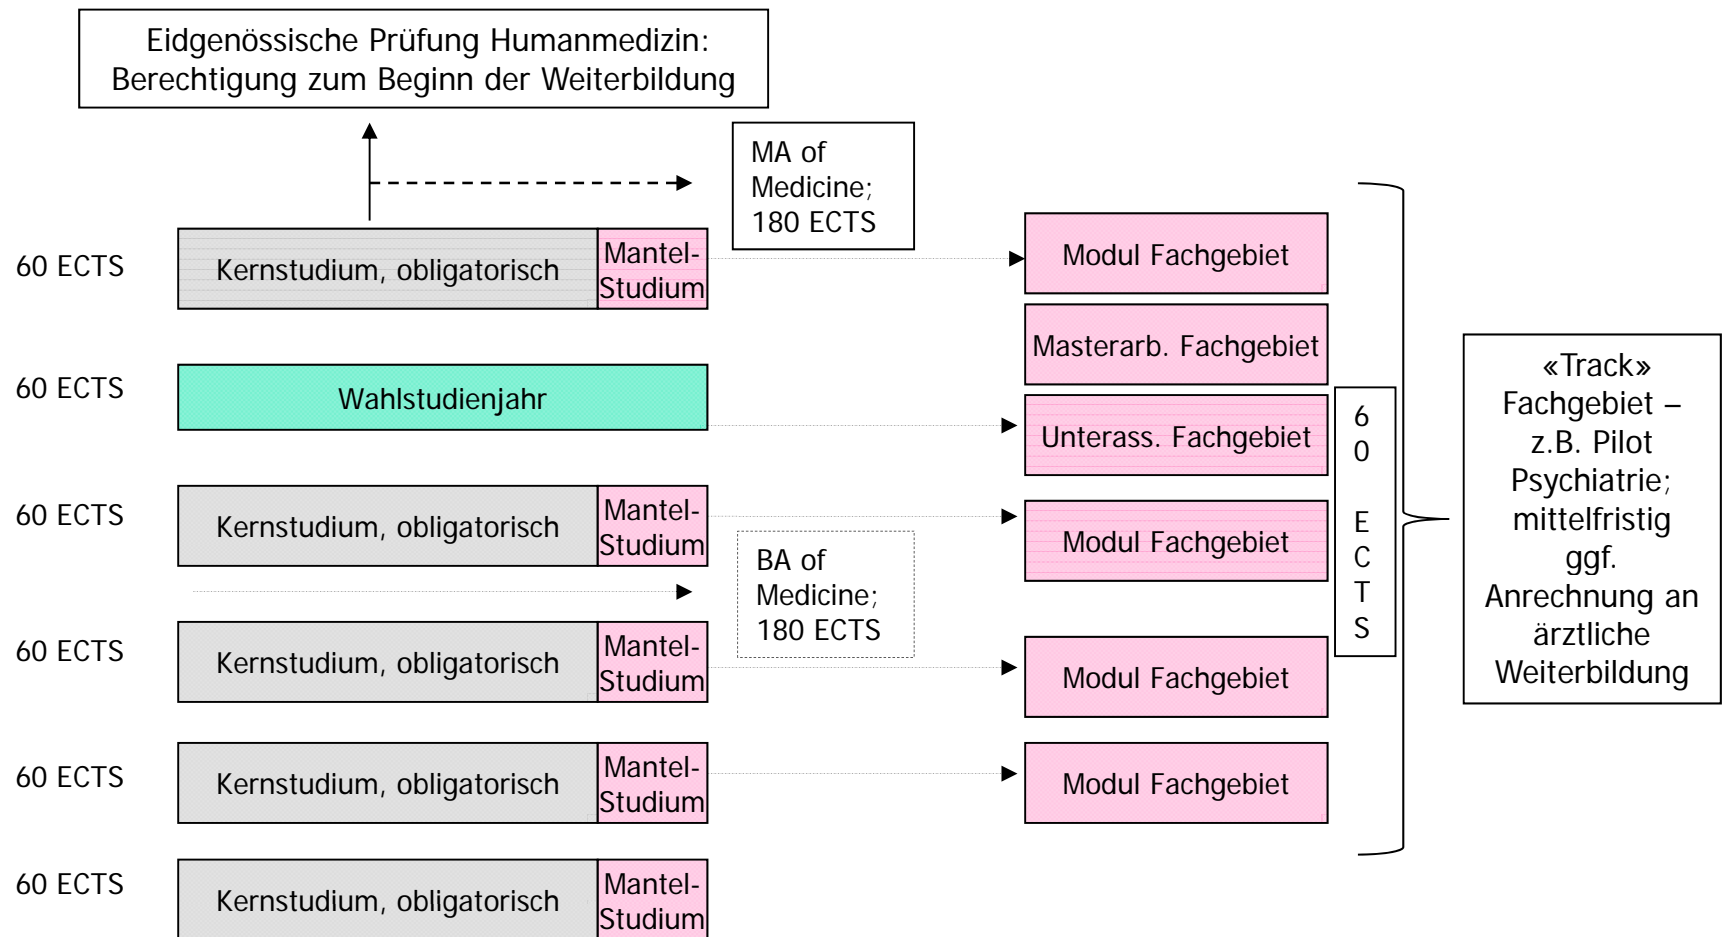 Eidgenössische Prüfung Humanmedizin:
Berechtigung zum Beginn der Weiterbildung
MA of
Medicine;
180 ECTS
60 ECTS
Kernstudium, obligatorisch
Mantel-
Studium
Modul Fachgebiet
Masterarb. Fachgebiet
60 ECTS
Wahlstudienjahr
Unterass. Fachgebiet
60 ECTS
Kernstudium, obligatorisch
Mantel-
Studium
Modul Fachgebiet
BA of
Medicine;
180 ECTS
60 ECTS
Kernstudium, obligatorisch
Mantel-
Studium
Modul Fachgebiet
60 ECTS
Kernstudium, obligatorisch
Mantel-
Studium
Modul Fachgebiet
60 ECTS
Kernstudium, obligatorisch
Mantel-
Studium
6
0
E
C
T
S
«Track»
Fachgebiet –
z.B. Pilot
Psychiatrie;
mittelfristig
ggf.
Anrechnung an
ärztliche
Weiterbildung